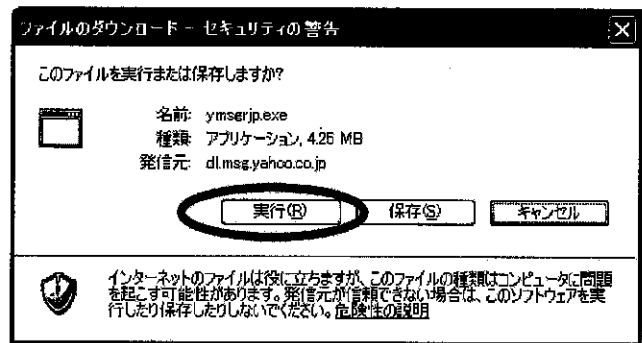 ファイルのダウンロード - セキュリティの警告
このファイルを実行または保存しますか?
名前: ymsgrjp.exe
種類: アプリケーション, 4.25 MB
発信元: dl.msg.yahoo.co.jp
実行(R) 保存(S) キャンセル
インターネットのファイルは役に立ちますが、このファイルの種類はコンピュータに問題
を起こす可能性があります。発信元が信頼できない場合は、このソフトウェアを実
行したり保存したりしないでください。危険性の説明